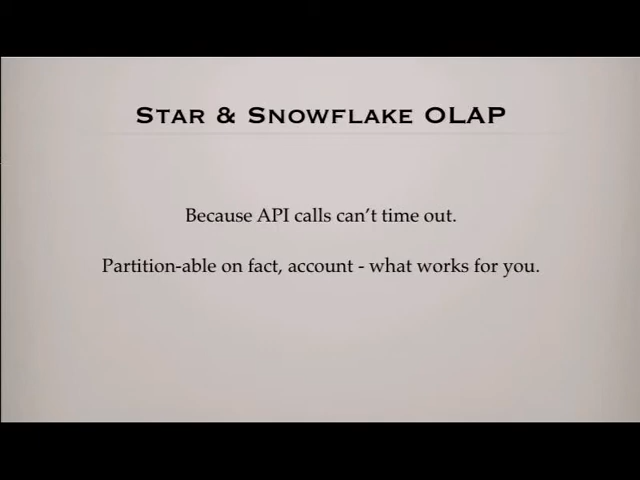 Star & Snowflake OLAP
Because API calls can't time out.
Partition-able on fact, account - what works for you.